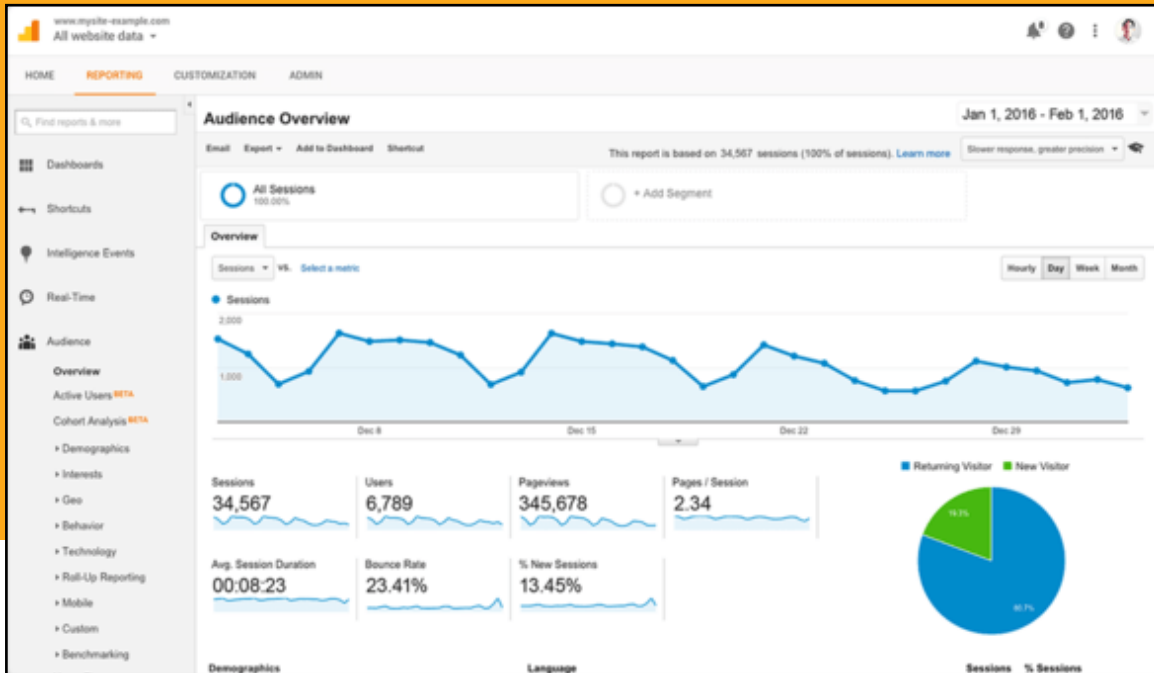 www.mysite-example.com
All website data
HOME REPORTING CUSTOMIZATION ADMIN
Find reports & more
Dashboards
Shortcuts
Intelligence Events
Real-Time
Audience
Overview
Active Users BETA
Cohort Analysis BETA
Demographics
Interests
Geo
Behavior
Technology
Roll-Up Reporting
Mobile
Custom
Benchmarking
Audience Overview
Jan 1, 2016 - Feb 1, 2016
Email Export Add to Dashboard Shortcut
This report is based on 34,567 sessions (100% of sessions). Learn more
Slower response, greater precision
All Sessions
100.00%
+ Add Segment
Overview
Sessions vs. Select a metric
Hourly Day Week Month
Sessions
2,000
1,000
Dec 8 Dec 15 Dec 22 Dec 29
Returning Visitor New Visitor
Sessions Users Pageviews Pages / Session
34,567 6,789 345,678 2.34
19.3%
80.7%
Avg. Session Duration Bounce Rate % New Sessions
00:08:23 23.41% 13.45%
Demographics Language Sessions % Sessions